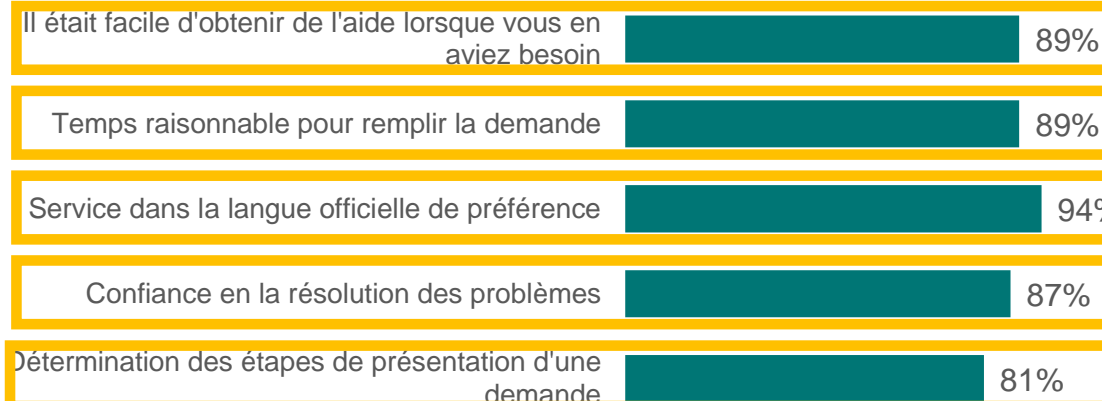 Il était facile d'obtenir de l'aide lorsque vous en
aviez besoin
89%
Temps raisonnable pour remplir la demande
89%
Service dans la langue officielle de préférence
94%
Confiance en la résolution des problèmes
87%
Détermination des étapes de présentation d'une
demande
81%